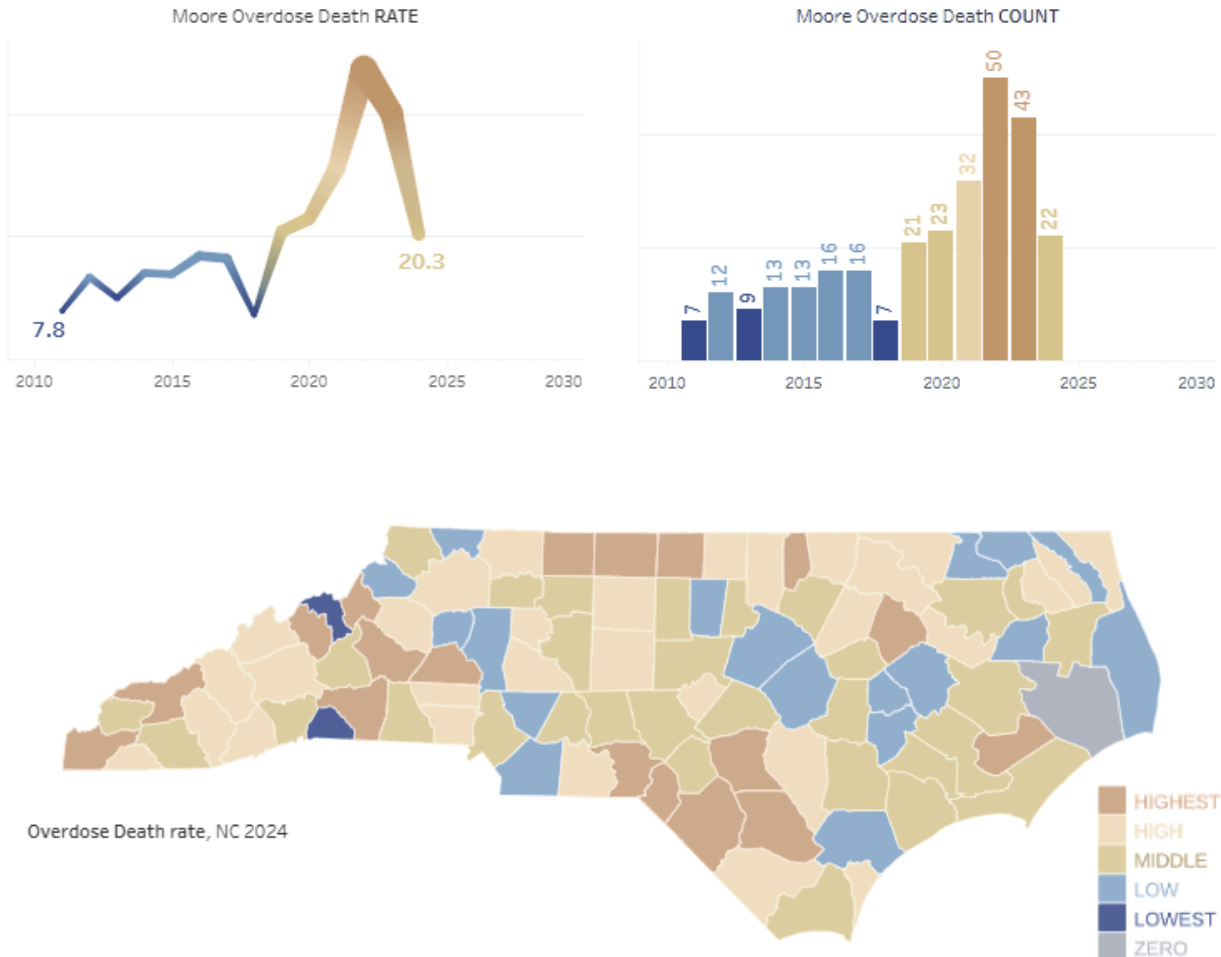 Moore Overdose Death RATE
7.8
20.3
2010 2015 2020 2025 2030
Moore Overdose Death COUNT
7 12 9 13 13 16 16 7 21 23 32 50 43 22
2010 2015 2020 2025 2030
Overdose Death rate, NC 2024
HIGHEST
HIGH
MIDDLE
LOW
LOWEST
ZERO